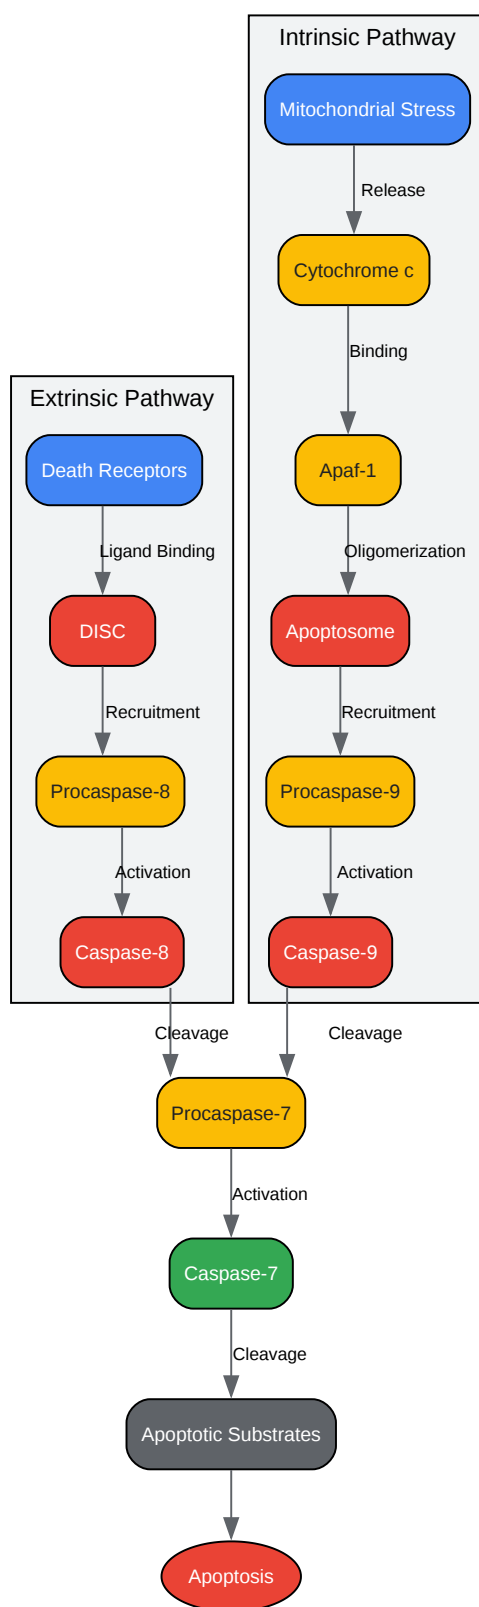 Intrinsic Pathway
Mitochondrial Stress
Release
Cytochrome c
Binding
Extrinsic Pathway
Death Receptors
Apaf-1
Ligand Binding
Oligomerization
DISC
Apoptosome
Recruitment
Recruitment
Procaspase-8
Procaspase-9
Activation
Activation
Caspase-8
Caspase-9
Cleavage
Cleavage
Procaspase-7
Activation
Caspase-7
Cleavage
Apoptotic Substrates
Apoptosis